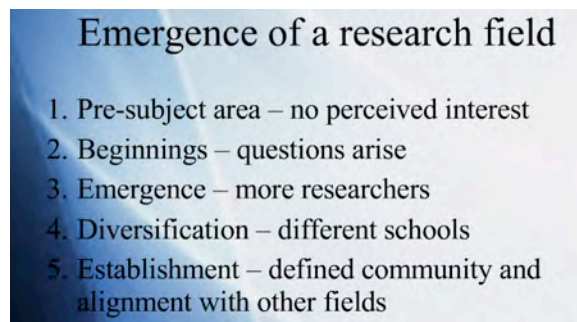 Emergence of a research field
1. Pre-subject area – no perceived interest
2. Beginnings – questions arise
3. Emergence – more researchers
4. Diversification – different schools
5. Establishment – defined community and
alignment with other fields